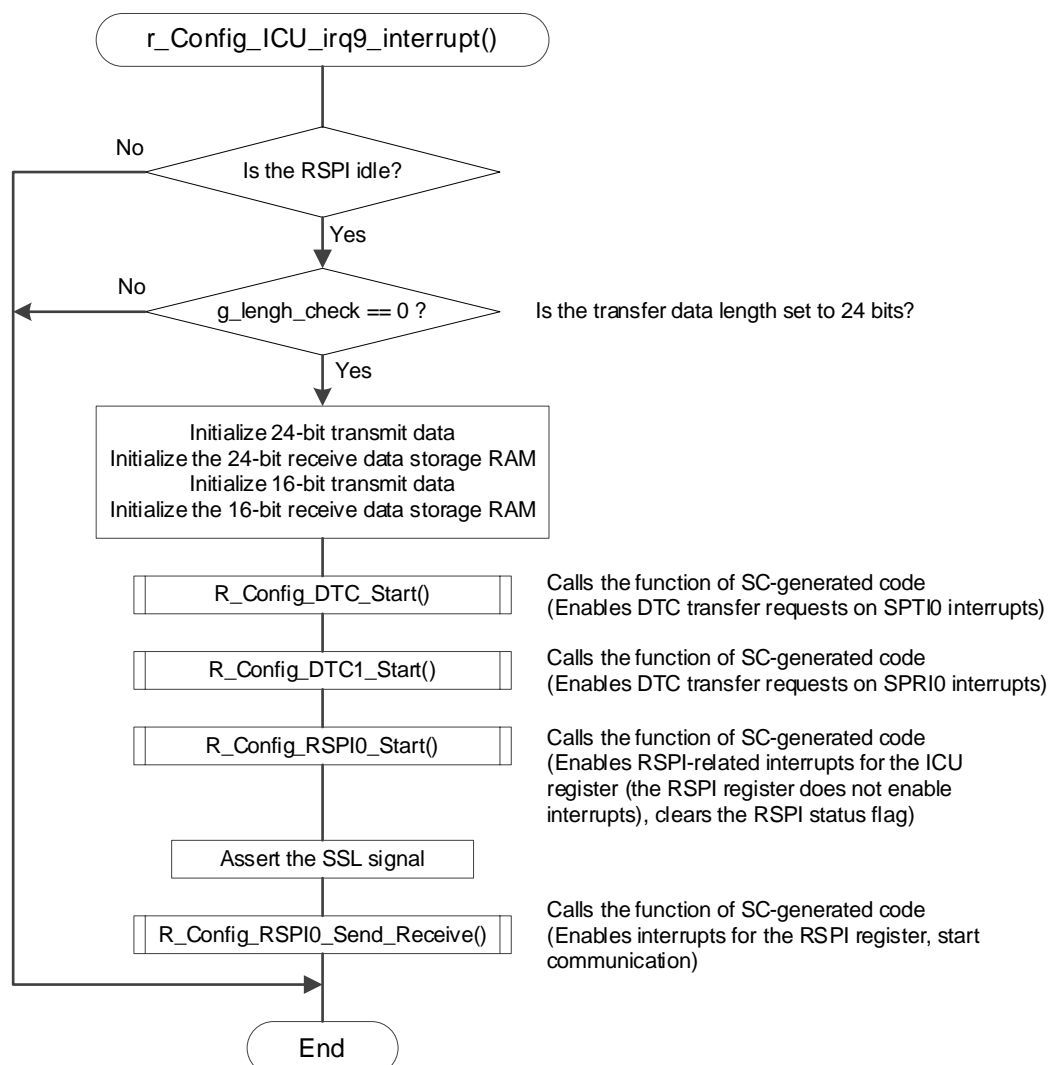 r_Config_ICU_irq9_interrupt()
No
Is the RSPI idle?
Yes
No
g_lengh_check == 0 ?
Is the transfer data length set to 24 bits?
Yes
Initialize 24-bit transmit data
Initialize the 24-bit receive data storage RAM
Initialize 16-bit transmit data
Initialize the 16-bit receive data storage RAM
R_Config_DTC_Start()
Calls the function of SC-generated code
(Enables DTC transfer requests on SPTI0 interrupts)
R_Config_DTC1_Start()
Calls the function of SC-generated code
(Enables DTC transfer requests on SPRI0 interrupts)
R_Config_RSPI0_Start()
Calls the function of SC-generated code
(Enables RSPI-related interrupts for the ICU
register (the RSPI register does not enable
interrupts), clears the RSPI status flag)
Assert the SSL signal
R_Config_RSPI0_Send_Receive()
Calls the function of SC-generated code
(Enables interrupts for the RSPI register, start
communication)
End